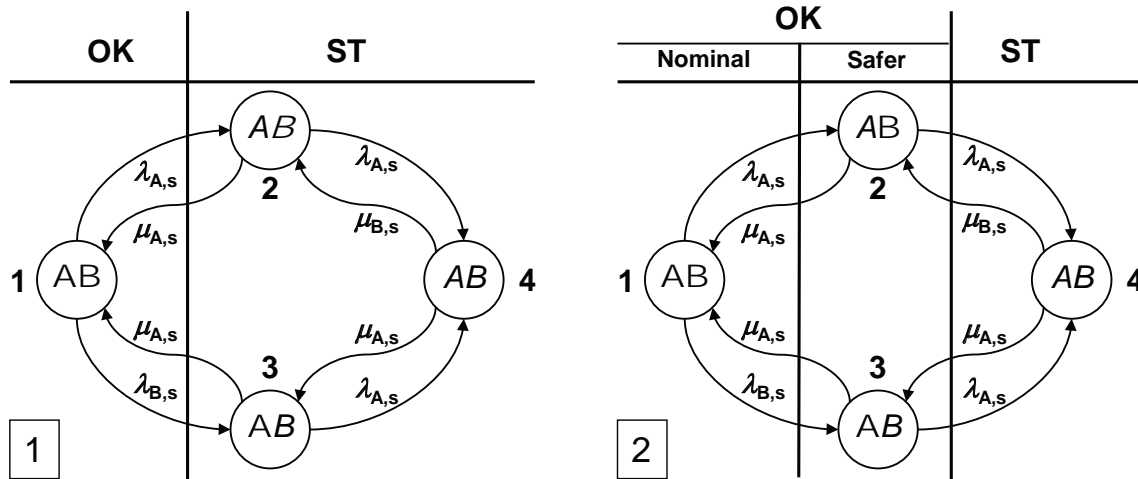 OK ST
AB
λA,s λA,s
2
μA,s μB,s
1 AB AB 4
μA,s μA,s
3
λB,s λA,s
AB
1
OK
Nominal Safer ST
AB
λA,s λA,s
2
μA,s μB,s
1 AB AB 4
μA,s μA,s
3
λB,s λA,s
AB
2